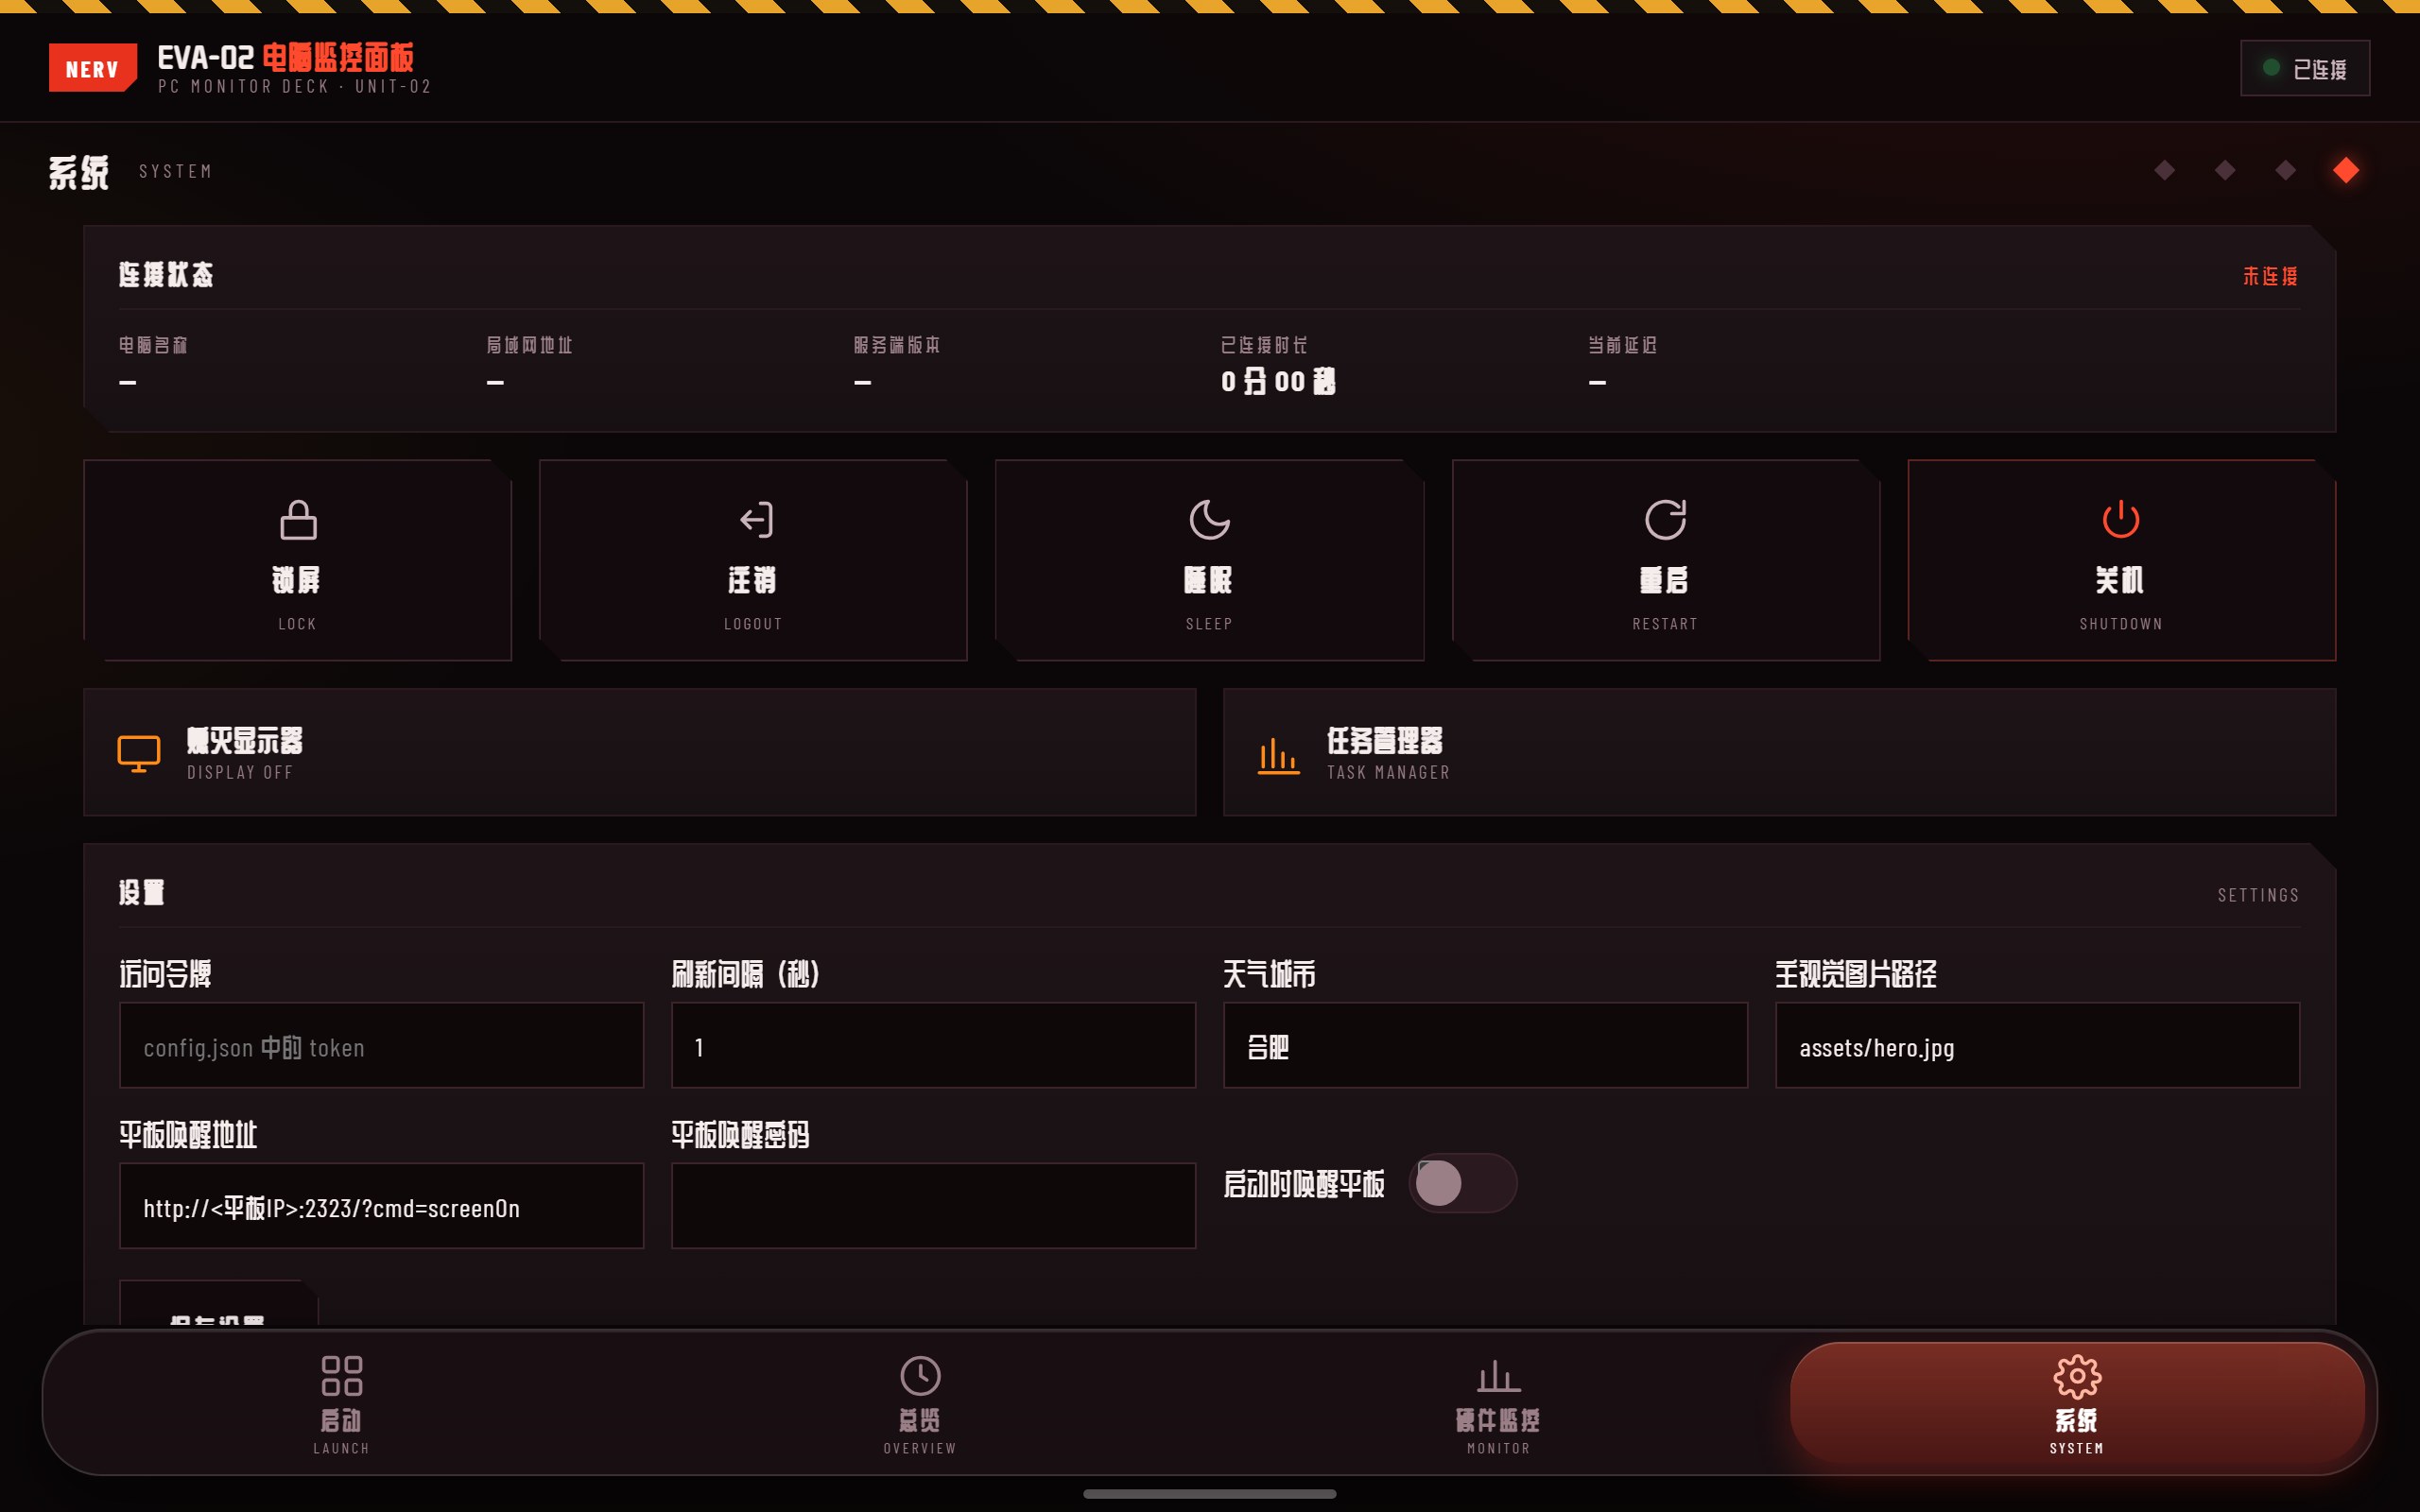 NERV
EVA-02 电脑监控面板
PC MONITOR DECK · UNIT-02
已连接
系统 SYSTEM
连接状态
未连接
电脑名称
—
局域网地址
—
服务端版本
—
已连接时长
0 分 00 秒
当前延迟
—
锁屏
LOCK
注销
LOGOUT
睡眠
SLEEP
重启
RESTART
关机
SHUTDOWN
熄灭显示器
DISPLAY OFF
任务管理器
TASK MANAGER
设置
SETTINGS
访问令牌
config.json 中的 token
刷新间隔（秒）
1
天气城市
合肥
主视觉图片路径
assets/hero.jpg
平板唤醒地址
http://<平板IP>:2323/?cmd=screenOn
平板唤醒密码
启动时唤醒平板
保存设置
启动
LAUNCH
总览
OVERVIEW
硬件监控
MONITOR
系统
SYSTEM